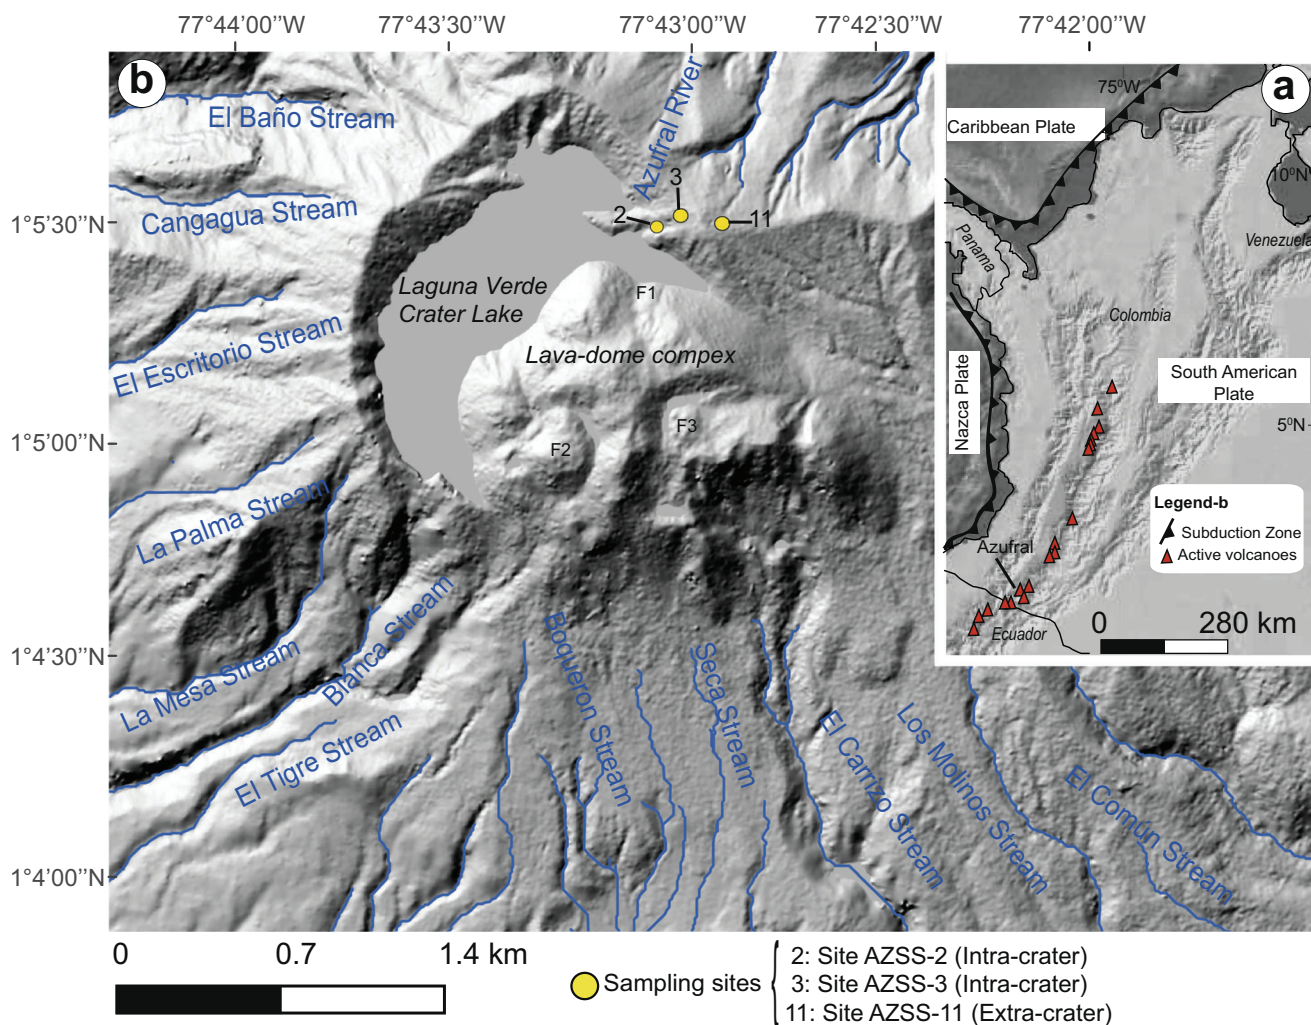 77°44’00’’W
77°43’30’’W
77°43’00’’W
77°42’30’’W
77°42’00’’W
b
El Baño Stream
Azufral River
3
2
11
1°5’30’’N
Cangagua Stream
Laguna Verde
Crater Lake
F1
El Escritorio Stream
Lava-dome compex
F3
F2
1°5’00’’N
La Palma Stream
Blanca Stream
Boqueron Stream
Seca Stream
1°4’30’’N
La Mesa Stream
El Tigre Stream
El Carrizo Stream
Los Molinos Stream
El Común Stream
1°4’00’’N
a
75°W
Caribbean Plate
10°N
Panama
Venezuela
Colombia
Nazca Plate
South American
Plate
5°N
Legend-b
Subduction Zone
Active volcanoes
Azufral
Ecuador
0 280 km
0 0.7 1.4 km
Sampling sites
2: Site AZSS-2 (Intra-crater)
3: Site AZSS-3 (Intra-crater)
11: Site AZSS-11 (Extra-crater)